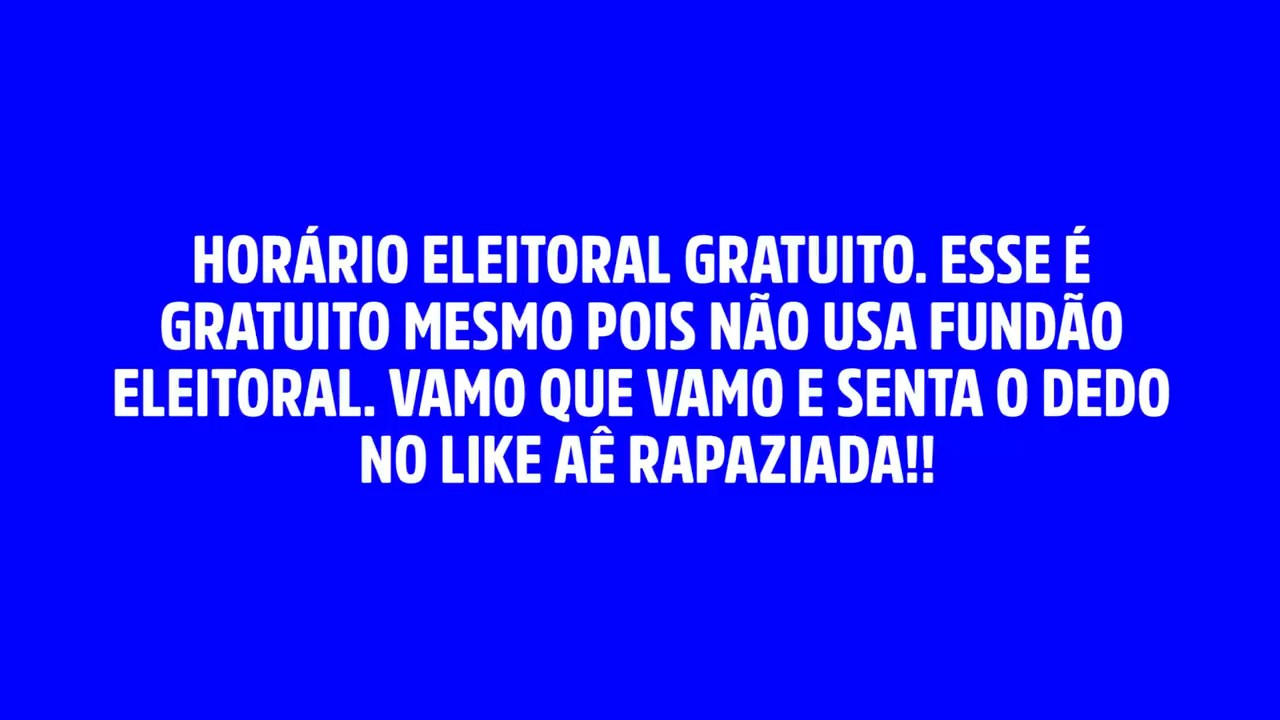 HORÁRIO ELEITORAL GRATUITO. ESSE É
GRATUITO MESMO POIS NÃO USA FUNDÃO
ELEITORAL. VAMO QUE VAMO E SENTA O DEDO
NO LIKE AÊ RAPAZIADA!!